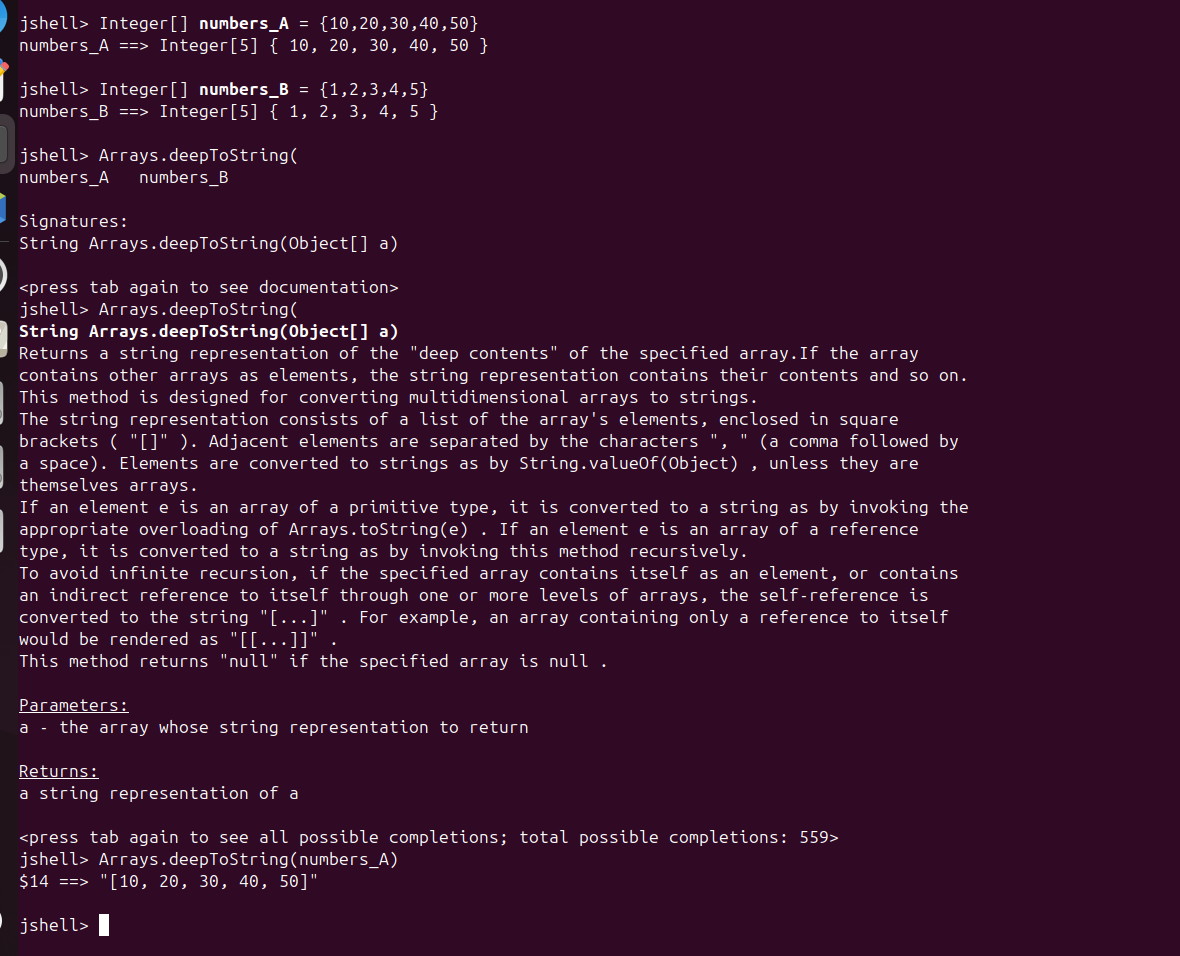 jshell> Integer[] numbers_A = {10,20,30,40,50}
numbers_A ==> Integer[5] { 10, 20, 30, 40, 50 }
jshell> Integer[] numbers_B = {1,2,3,4,5}
numbers_B ==> Integer[5] { 1, 2, 3, 4, 5 }
jshell> Arrays.deepToString(
numbers_A   numbers_B
Signatures:
String Arrays.deepToString(Object[] a)
<press tab again to see documentation>
jshell> Arrays.deepToString(
String Arrays.deepToString(Object[] a)
Returns a string representation of the "deep contents" of the specified array.If the array
contains other arrays as elements, the string representation contains their contents and so on.
This method is designed for converting multidimensional arrays to strings.
The string representation consists of a list of the array's elements, enclosed in square
brackets ( "[]" ). Adjacent elements are separated by the characters ", " (a comma followed by
a space). Elements are converted to strings as by String.valueOf(Object) , unless they are
themselves arrays.
If an element e is an array of a primitive type, it is converted to a string as by invoking the
appropriate overloading of Arrays.toString(e) . If an element e is an array of a reference
type, it is converted to a string as by invoking this method recursively.
To avoid infinite recursion, if the specified array contains itself as an element, or contains
an indirect reference to itself through one or more levels of arrays, the self-reference is
converted to the string "[...]" . For example, an array containing only a reference to itself
would be rendered as "[[...]]" .
This method returns "null" if the specified array is null .
Parameters:
a - the array whose string representation to return
Returns:
a string representation of a
<press tab again to see all possible completions; total possible completions: 559>
jshell> Arrays.deepToString(numbers_A)
$14 ==> "[10, 20, 30, 40, 50]"
jshell>